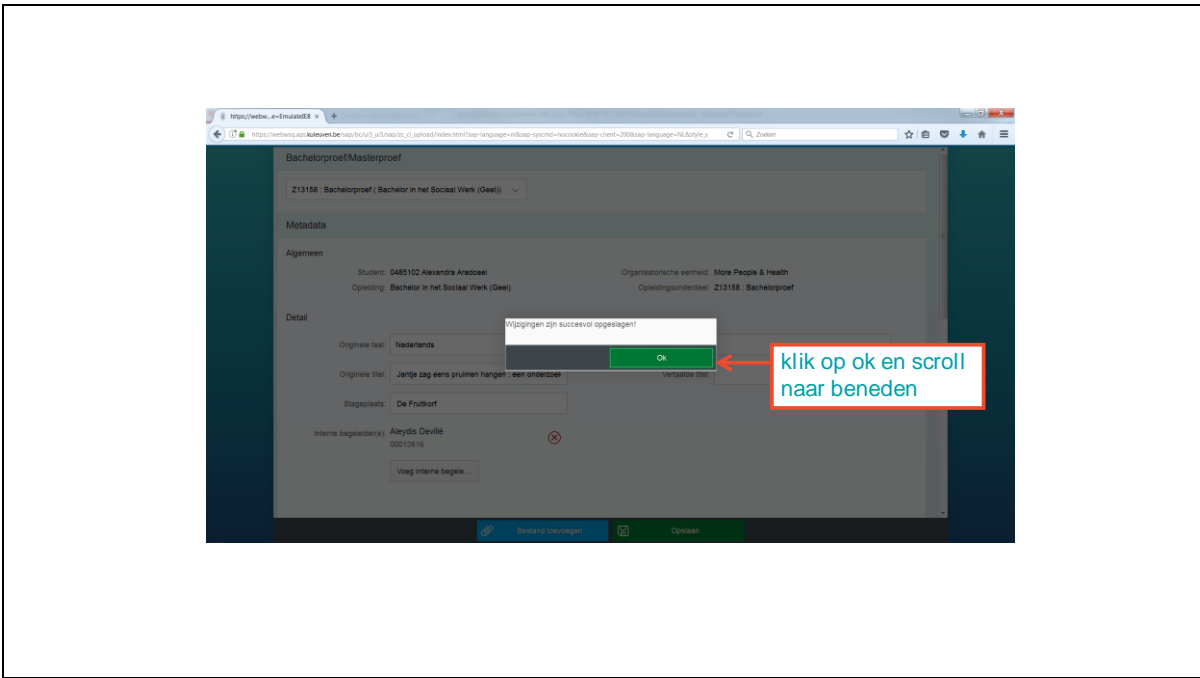 https://webw...e=EmulateIE8
https://webwsq.aps.kuleuven.be/sap/bc/ui5_ui5/sap/zc_ci_upload/index.html?sap-language=nl&sap-sysmd=nocookie&sap-client=200&sap-language=NL&style_s
Zoeken
Bachelorproef/Masterproef
Z13158 : Bachelorproef ( Bachelor in het Sociaal Werk (Geel))
Metadata
Algemeen
Student: 0485102 Alexandra Aradoaei Organisatorische eenheid: More People & Health
Opleiding: Bachelor in het Sociaal Werk (Geel) Opleidingsonderdeel: Z13158 : Bachelorproef
Detail
Wijzigingen zijn succesvol opgeslagen!
Originele taal: Nederlands
Ok
klik op ok en scroll
naar beneden
Originele titel: Jantje zag eens pruimen hangen : een onderzoe Vertaalde titel:
Stageplaats: De Fruitkorf
Interne begeleider(s): Aleydis Devillé
00012616
Voeg interne begele...
Bestand toevoegen Opslaan